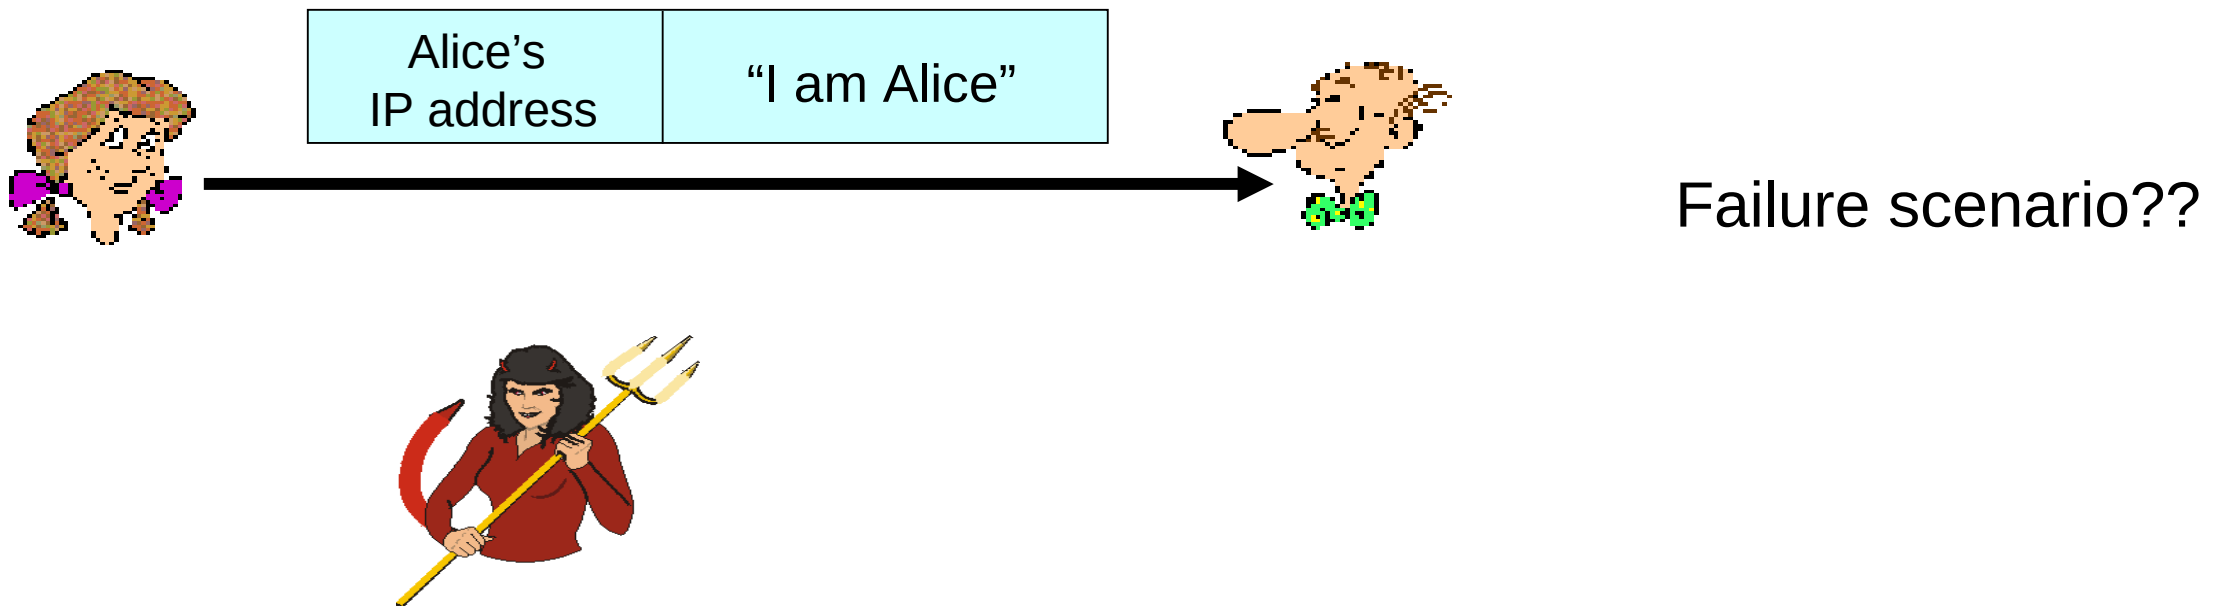 Alice’s
IP address
“I am Alice”
Failure scenario??